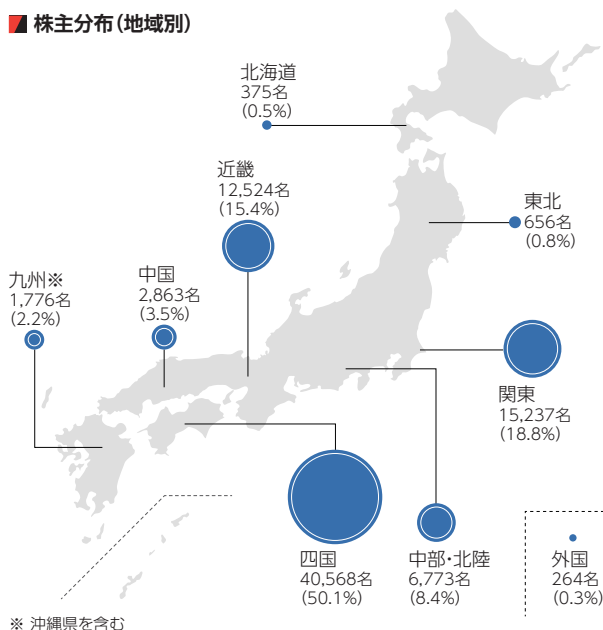 株主分布（地域別）
北海道
375名
(0.5%)
近畿
12,524名
(15.4%)
東北
656名
(0.8%)
九州※
1,776名
(2.2%)
中国
2,863名
(3.5%)
関東
15,237名
(18.8%)
四国
40,568名
(50.1%)
中部・北陸
6,773名
(8.4%)
外国
264名
(0.3%)
※ 沖縄県を含む